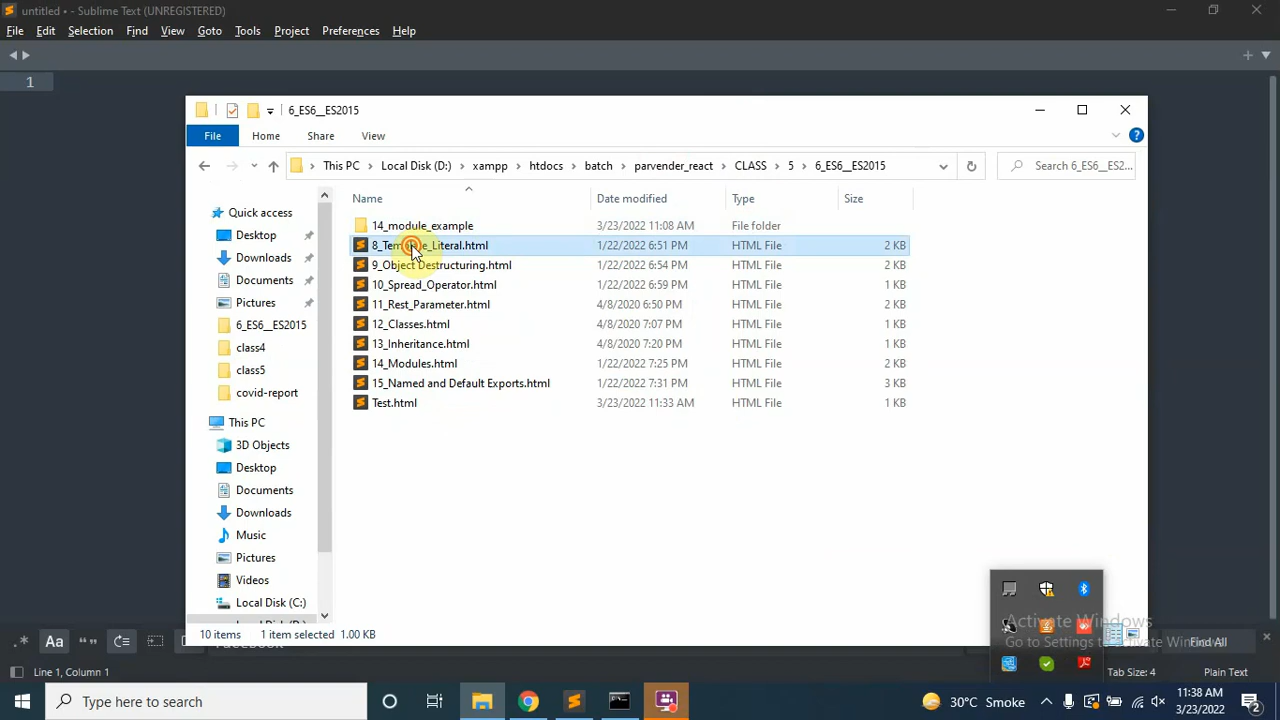 untitled • - Sublime Text (UNREGISTERED)
File Edit Selection Find View Goto Tools Project Preferences Help
1
6_ES6__ES2015
File Home Share View
This PC Local Disk (D:) xampp htdocs batch parvender_react CLASS 5 6_ES6__ES2015
Search 6_ES6__ES2...
Name Date modified Type Size
14_module_example 3/23/2022 11:08 AM File folder
1/22/2022 6:51 PM HTML File 2 KB
9_Object Destructuring.html 1/22/2022 6:54 PM HTML File 2 KB
10_Spread_Operator.html 1/22/2022 6:59 PM HTML File 1 KB
11_Rest_Parameter.html 4/8/2020 6:50 PM HTML File 2 KB
12_Classes.html 4/8/2020 7:07 PM HTML File 1 KB
13_Inheritance.html 4/8/2020 7:20 PM HTML File 1 KB
14_Modules.html 1/22/2022 7:25 PM HTML File 2 KB
15_Named and Default Exports.html 1/22/2022 7:31 PM HTML File 3 KB
Test.html 3/23/2022 11:33 AM HTML File 1 KB
Quick access
Desktop
Downloads
Documents
Pictures
6_ES6__ES2015
class4
class5
covid-report
This PC
3D Objects
Desktop
Documents
Downloads
Music
Pictures
Videos
Local Disk (C:)
10 items 1 item selected 1.00 KB
Activate Windows
Go to Settings to activate Windows.
Aa
Find All
Line 1, Column 1
Tab Size: 4 Plain Text
Type here to search
30°C Smoke
11:38 AM
3/23/2022
2